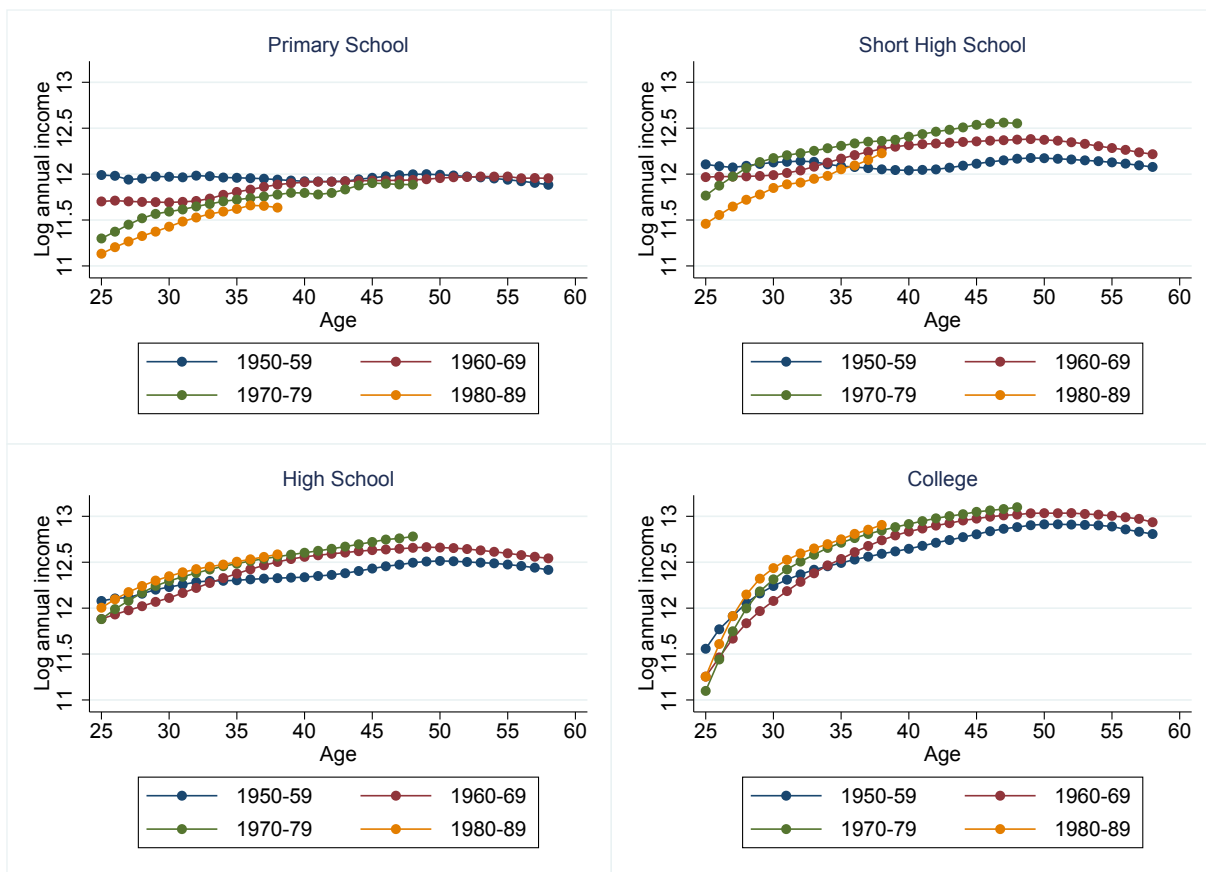 Primary School
Log annual income
13
12.5
12
11.5
11
25 30 35 40 45 50 55 60
Age
1950-59 1960-69
1970-79 1980-89
Short High School
Log annual income
13
12.5
12
11.5
11
25 30 35 40 45 50 55 60
Age
1950-59 1960-69
1970-79 1980-89
High School
Log annual income
13
12.5
12
11.5
11
25 30 35 40 45 50 55 60
Age
1950-59 1960-69
1970-79 1980-89
College
Log annual income
13
12.5
12
11.5
11
25 30 35 40 45 50 55 60
Age
1950-59 1960-69
1970-79 1980-89